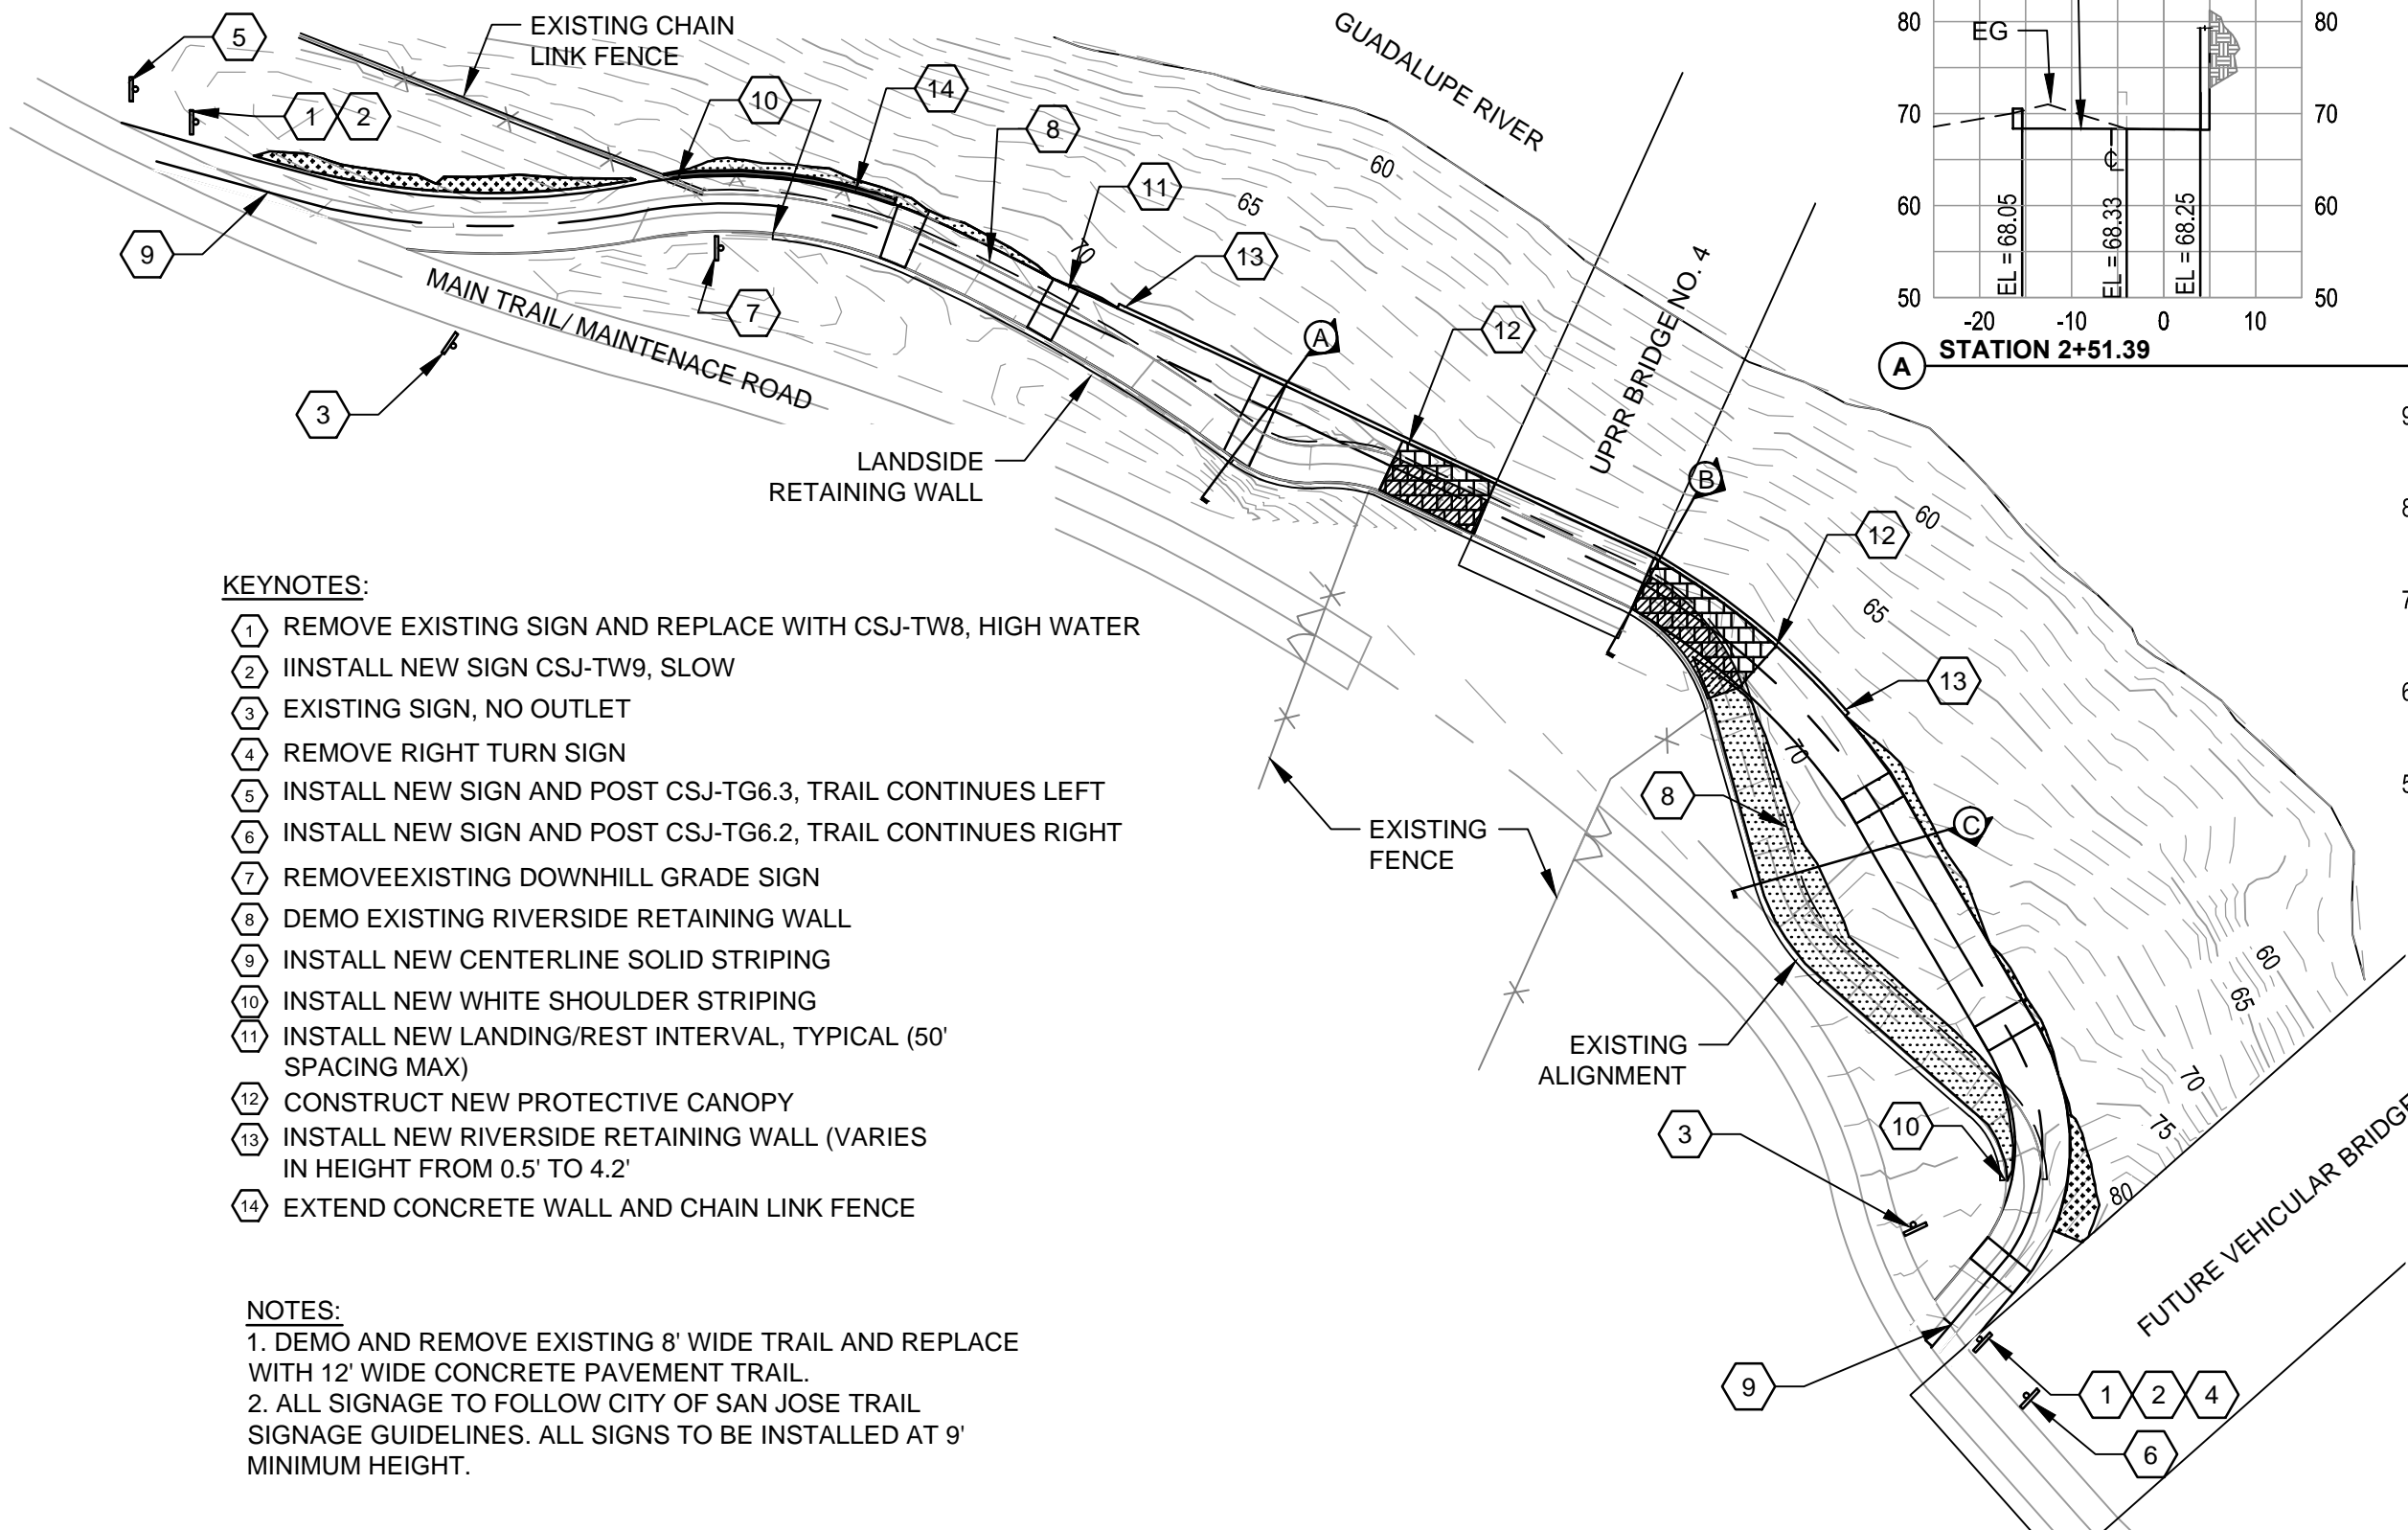 5
EXISTING CHAIN
LINK FENCE
1
2
10
14
8
11
13
GUADALUPE RIVER
60
65
70
9
7
MAIN TRAIL/ MAINTENACE ROAD
3
A
12
UPRR BRIDGE NO. 4
B
LANDSIDE
RETAINING WALL
80
80
EG
70
70
℄
60
60
EL = 68.05
EL = 68.33
EL = 68.25
50
50
-20
-10
0
10
A
STATION 2+51.39
9
8
7
6
5
12
60
65
13
70
8
C
EXISTING
FENCE
EXISTING
ALIGNMENT
3
10
60
65
70
75
80
FUTURE VEHICULAR BRIDGE
9
1
2
4
6
KEYNOTES:
1 REMOVE EXISTING SIGN AND REPLACE WITH CSJ-TW8, HIGH WATER
2 IINSTALL NEW SIGN CSJ-TW9, SLOW
3 EXISTING SIGN, NO OUTLET
4 REMOVE RIGHT TURN SIGN
5 INSTALL NEW SIGN AND POST CSJ-TG6.3, TRAIL CONTINUES LEFT
6 INSTALL NEW SIGN AND POST CSJ-TG6.2, TRAIL CONTINUES RIGHT
7 REMOVEEXISTING DOWNHILL GRADE SIGN
8 DEMO EXISTING RIVERSIDE RETAINING WALL
9 INSTALL NEW CENTERLINE SOLID STRIPING
10 INSTALL NEW WHITE SHOULDER STRIPING
11 INSTALL NEW LANDING/REST INTERVAL, TYPICAL (50'
SPACING MAX)
12 CONSTRUCT NEW PROTECTIVE CANOPY
13 INSTALL NEW RIVERSIDE RETAINING WALL (VARIES
IN HEIGHT FROM 0.5' TO 4.2'
14 EXTEND CONCRETE WALL AND CHAIN LINK FENCE
NOTES:
1. DEMO AND REMOVE EXISTING 8' WIDE TRAIL AND REPLACE
WITH 12' WIDE CONCRETE PAVEMENT TRAIL.
2. ALL SIGNAGE TO FOLLOW CITY OF SAN JOSE TRAIL
SIGNAGE GUIDELINES. ALL SIGNS TO BE INSTALLED AT 9'
MINIMUM HEIGHT.